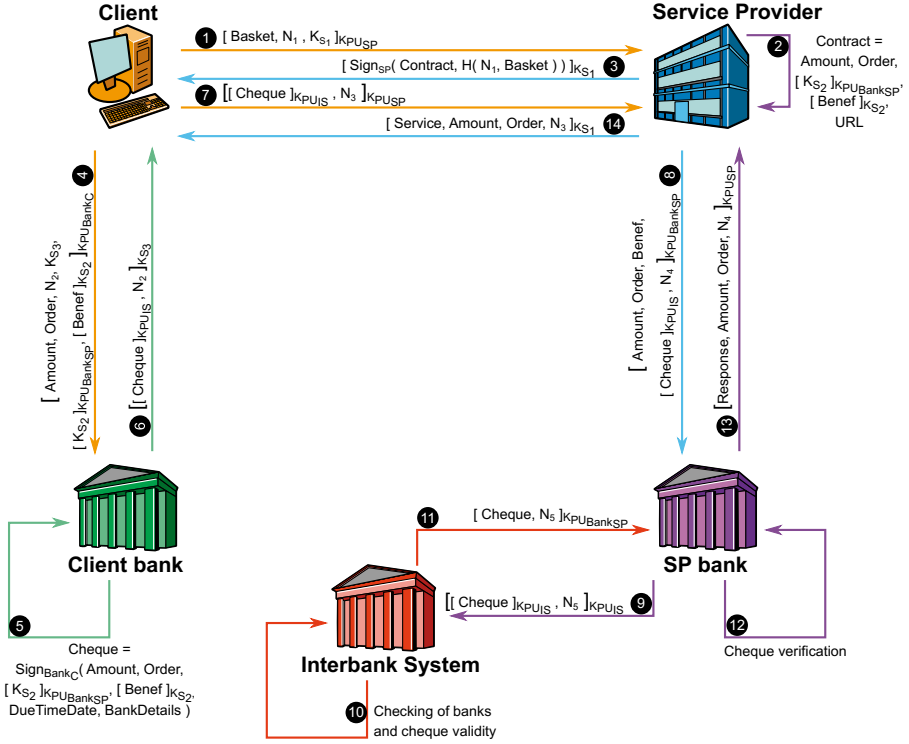 Client
Service Provider
1 [ Basket, N1 , KS1 ]KPUSP
[ SignSP( Contract, H( N1, Basket ) ) ]KS1 3
7 [[ Cheque ]KPUIS , N3 ]KPUSP
[ Service, Amount, Order, N3 ]KS1 14
2
Contract =
Amount, Order,
[ KS2 ]KPUBankSP,
[ Benef ]KS2,
URL
4
[ Amount, Order, N2, KS3,
[ KS2 ]KPUBankSP, [ Benef ]KS2 ]KPUBankC
6 [[ Cheque ]KPUIS , N2 ]KS3
8
[ Amount, Order, Benef,
[ Cheque ]KPUIS, N4 ]KPUBankSP
13 [Response, Amount, Order, N4 ]KPUSP
Client bank
5
Cheque =
SignBankC( Amount, Order,
[ KS2 ]KPUBankSP, [ Benef ]KS2,
DueTimeDate, BankDetails )
11 [ Cheque, N5 ]KPUBankSP
SP bank
[[ Cheque ]KPUIS , N5 ]KPUIS 9
12
Cheque verification
Interbank System
10 Checking of banks
and cheque validity